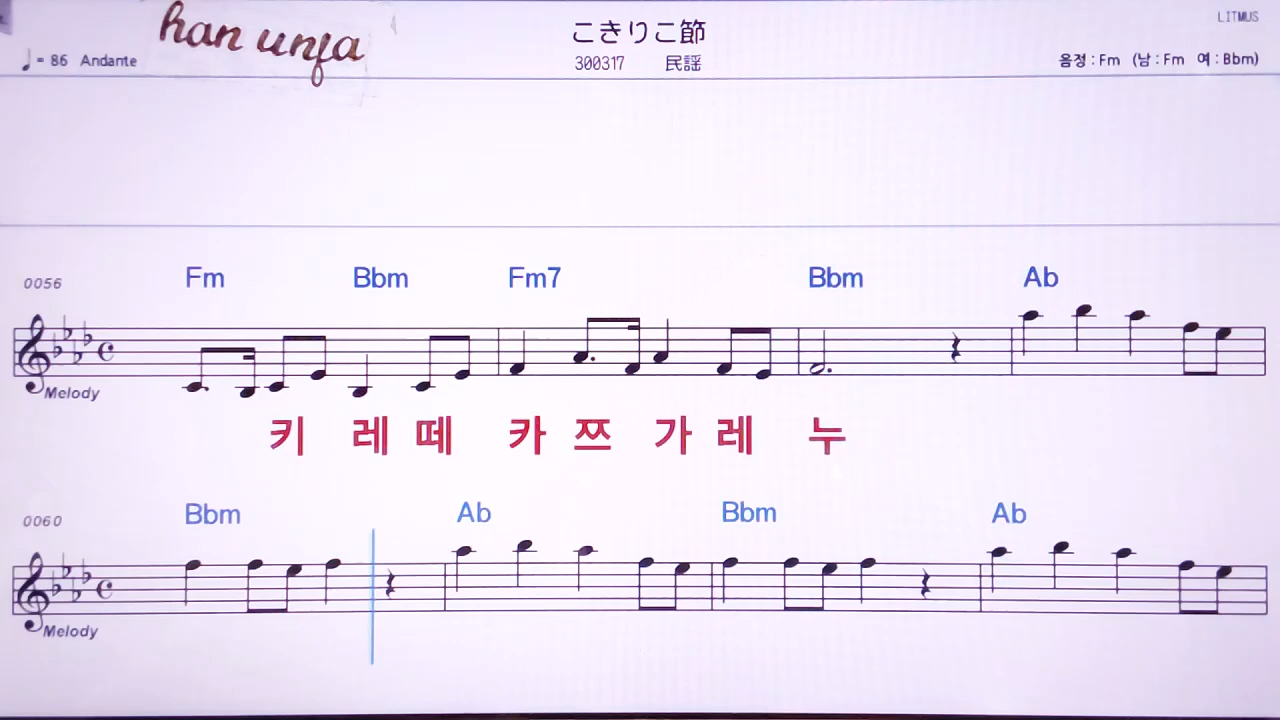 han unja
こきりこ節
LITMUS
♩= 86 Andante
300317 民謡
음정 : Fm (남 : Fm 여 : Bbm)
0056
Fm Bbm Fm7 Bbm Ab
Melody
키 레 떼 카 쯔 가 레 누
0060
Bbm Ab Bbm Ab
Melody